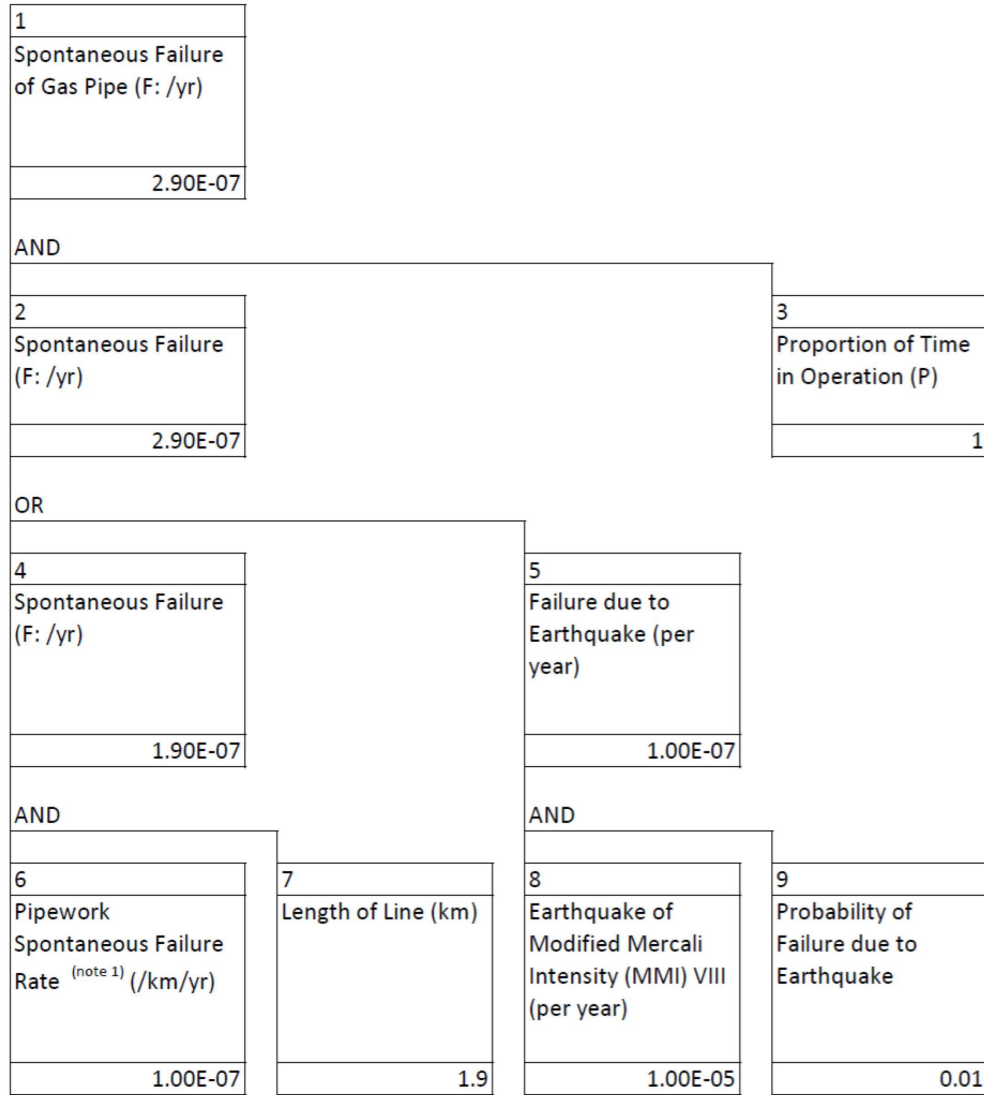 1
Spontaneous Failure
of Gas Pipe (F: /yr)
2.90E-07
AND
2
Spontaneous Failure
(F: /yr)
2.90E-07
3
Proportion of Time
in Operation (P)
1
OR
4
Spontaneous Failure
(F: /yr)
1.90E-07
5
Failure due to
Earthquake (per
year)
1.00E-07
AND
AND
6
Pipework
Spontaneous Failure
Rate (note 1) (/km/yr)
1.00E-07
7
Length of Line (km)
1.9
8
Earthquake of
Modified Mercali
Intensity (MMI) VIII
(per year)
1.00E-05
9
Probability of
Failure due to
Earthquake
0.01